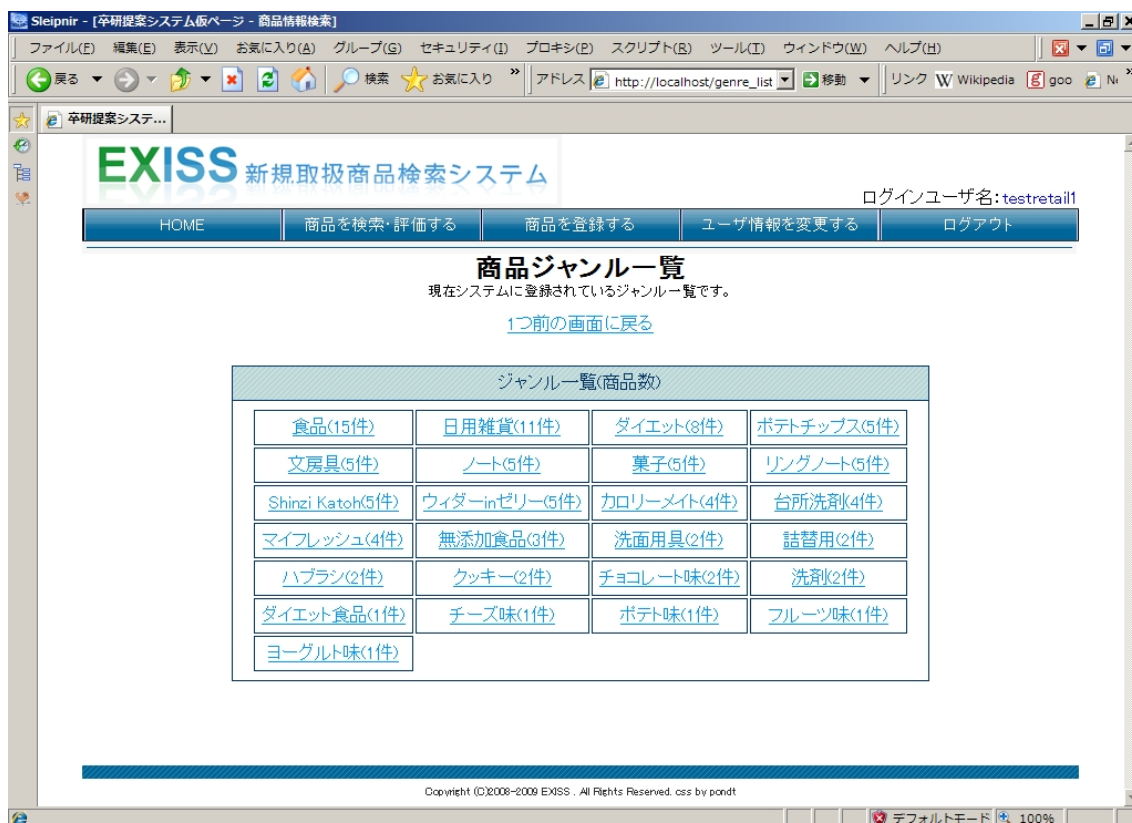 Sleipnir - [卒研提案システム仮ページ - 商品情報検索]
ファイル(F) 編集(E) 表示(V) お気に入り(A) グループ(G) セキュリティ(I) プロキシ(P) スクリプト(R) ツール(T) ウィンドウ(W) ヘルプ(H)
戻る 検索 お気に入り » アドレス http://localhost/genre_list 移動 リンク Wikipedia goo »
卒研提案システ...
EXISS 新規取扱商品検索システム
ログインユーザ名:testretail1
HOME 商品を検索・評価する 商品を登録する ユーザ情報を変更する ログアウト
商品ジャンル一覧
現在システムに登録されているジャンル一覧です。
1つ前の画面に戻る
ジャンル一覧(商品数)
食品(15件) 日用雑貨(11件) ダイエット(8件) ポテトチップス(5件)
文房具(5件) ノート(5件) 菓子(5件) リングノート(5件)
Shinzi Katoh(5件) ウィダーinゼリー(5件) カロリーメイト(4件) 台所洗剤(4件)
マイフレッシュ(4件) 無添加食品(3件) 洗面用具(2件) 詰替用(2件)
ハブラシ(2件) クッキー(2件) チョコレート味(2件) 洗剤(2件)
ダイエット食品(1件) チーズ味(1件) ポテト味(1件) フルーツ味(1件)
ヨーグルト味(1件)
Copyright (C)2008-2009 EXISS . All Rights Reserved. css by pondt
デフォルトモード 100%